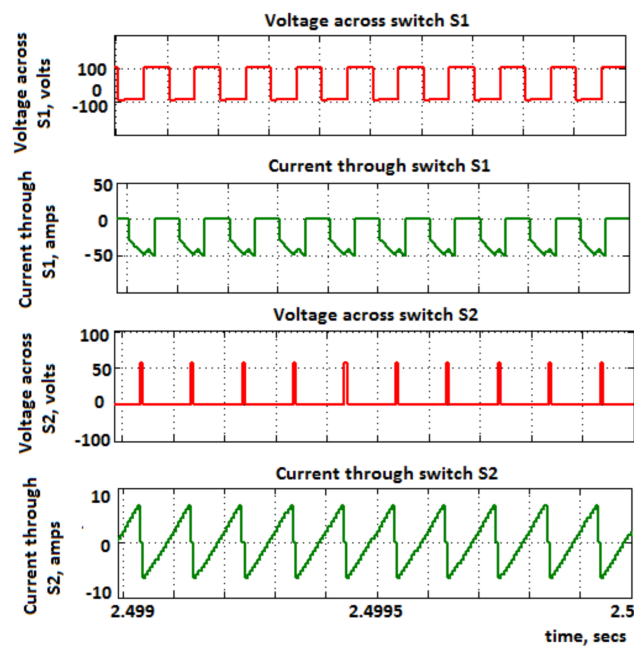 Voltage across switch S1
Voltage across
S1, volts
100
0
-100
Current through switch S1
Current through
S1, amps
50
0
-50
Voltage across switch S2
Voltage across
S2, volts
100
50
0
-100
Current through switch S2
Current through
S2, amps
10
0
-10
2.499 2.4995 2.5
time, secs